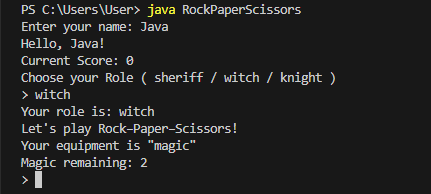 PS C:\Users\User> java RockPaperScissors
Enter your name: Java
Hello, Java!
Current Score: 0
Choose your Role ( sheriff / witch / knight )
> witch
Your role is: witch
Let's play Rock–Paper–Scissors!
Your equipment is "magic"
Magic remaining: 2
>